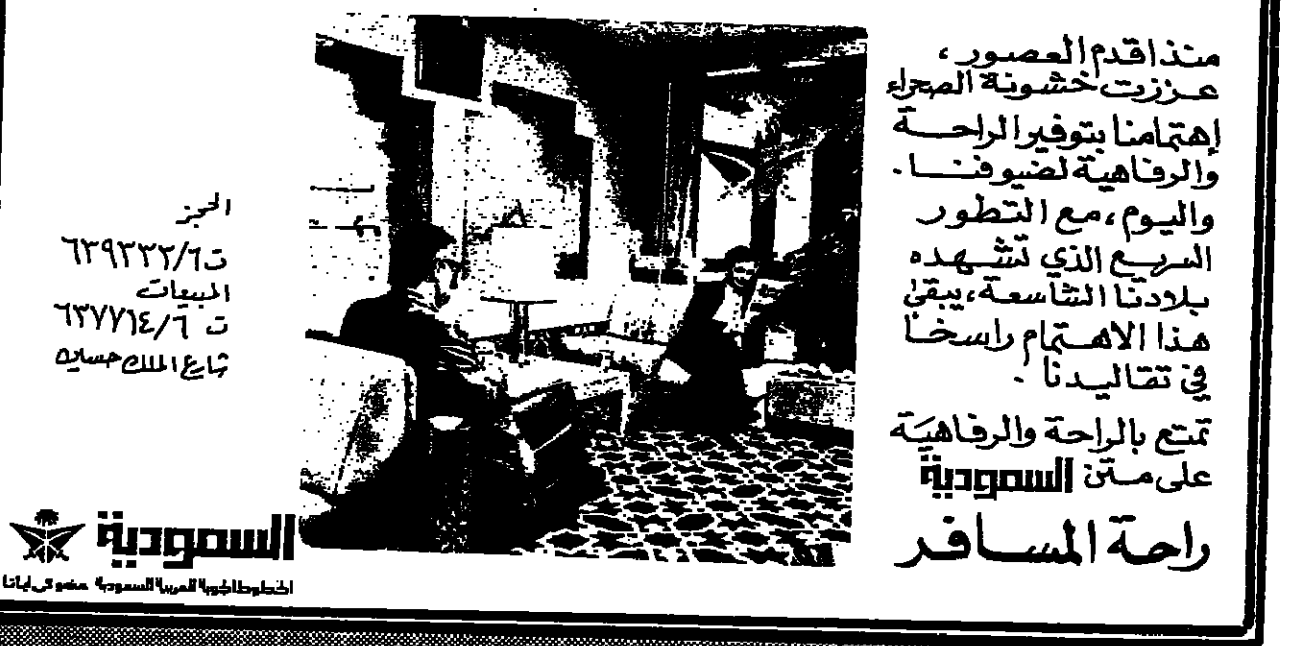 منذ اقدم العصور،
عززت خشونة الصحراء
إهتمامنا بتوفير الراحة
والرفاهية لضيوفنا.
واليوم، مع التطور
السريع الذي تشهده
بلادنا الشاسعة، يبقى
هذا الاهتمام راسخاً
في تقاليدنا.
تمتع بالراحة والرفاهية
على متن السعودية
راحة المسافر
الحجز
ت ٦٣٩٣٣٢/٦
المبيعات
ت ٦٣٧٧١٤/٦
شارع الملك حسين
السعودية
الخطوط الجوية العربية السعودية عضو في اياتا